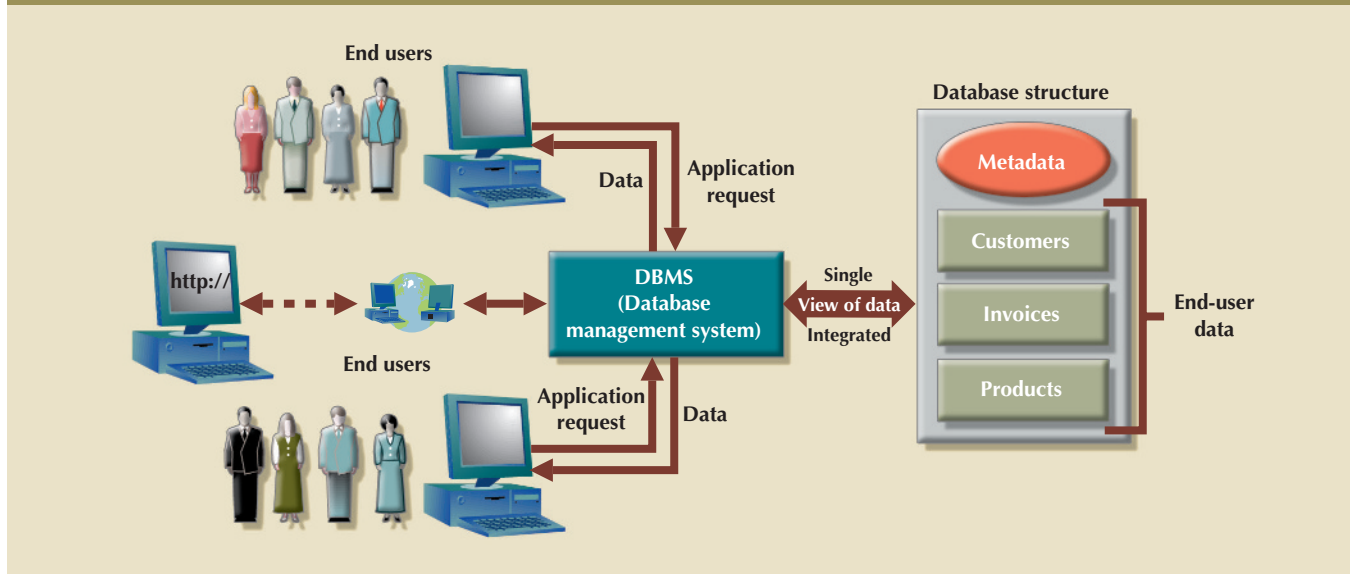 End users
Data
Application
request
http://
End users
Application
request
Data
DBMS
(Database
management system)
Single
View of data
Integrated
Database structure
Metadata
Customers
Invoices
Products
End-user
data